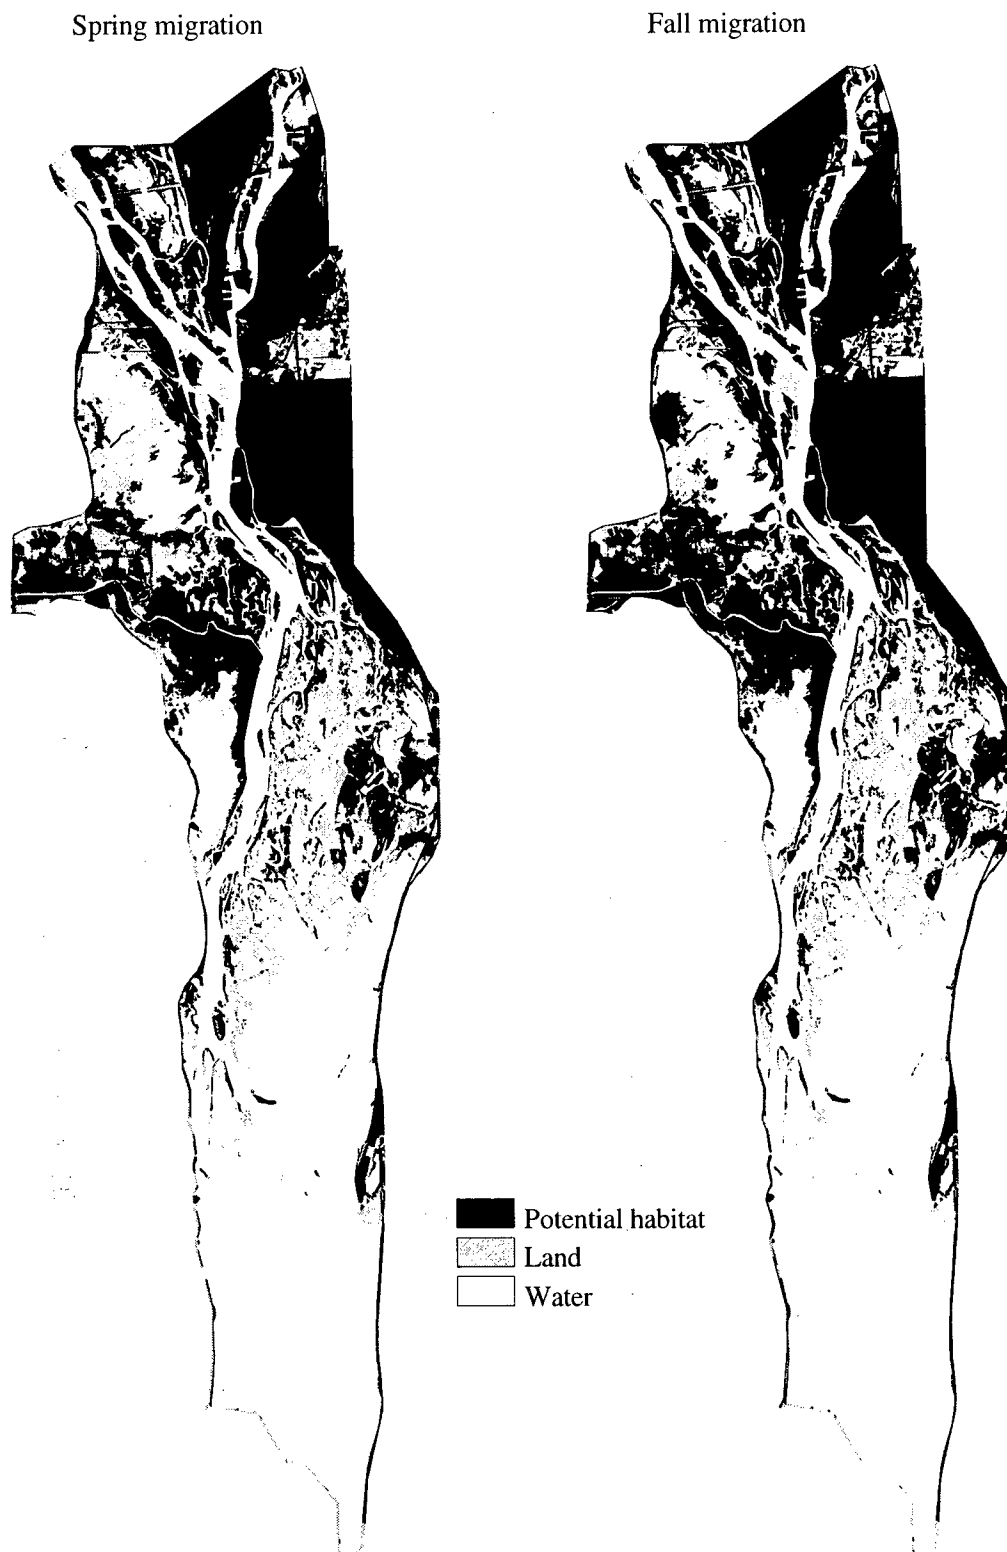 Spring migration
Fall migration
Potential habitat
Land
Water